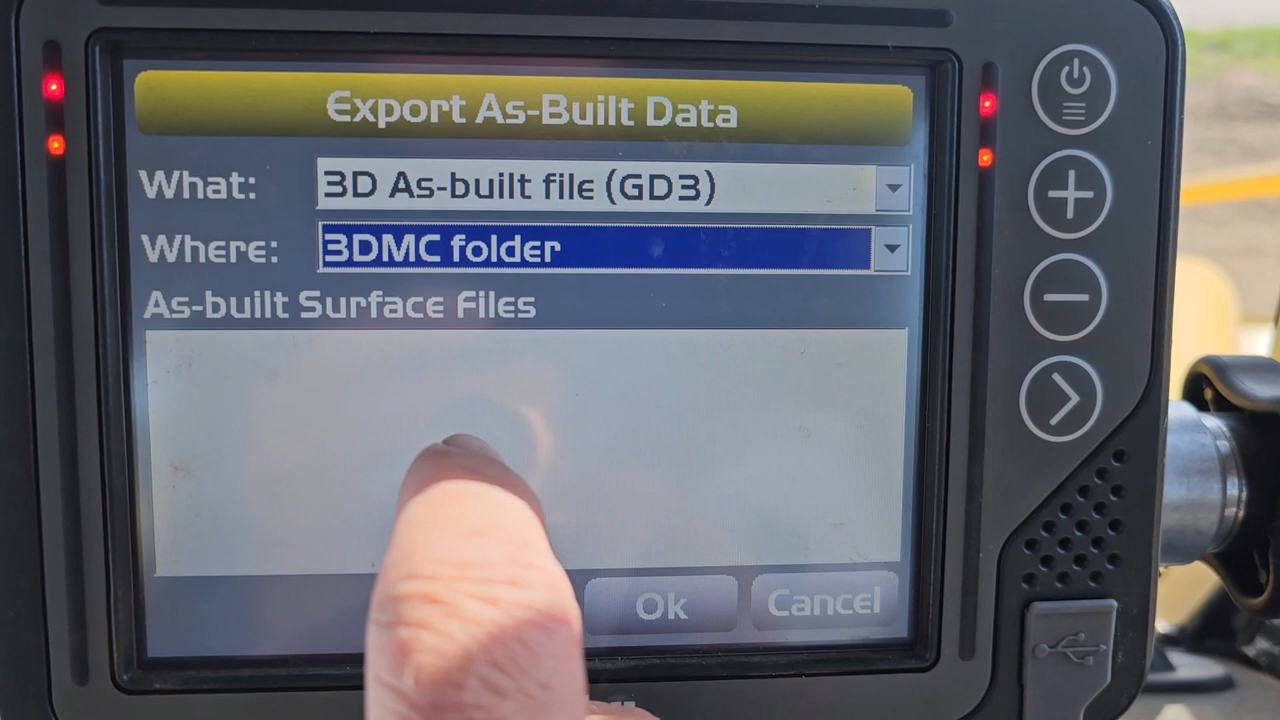 Export As-Built Data
What: 3D As-built file (GD3)
Where: 3DMC folder
As-built Surface Files
Ok Cancel